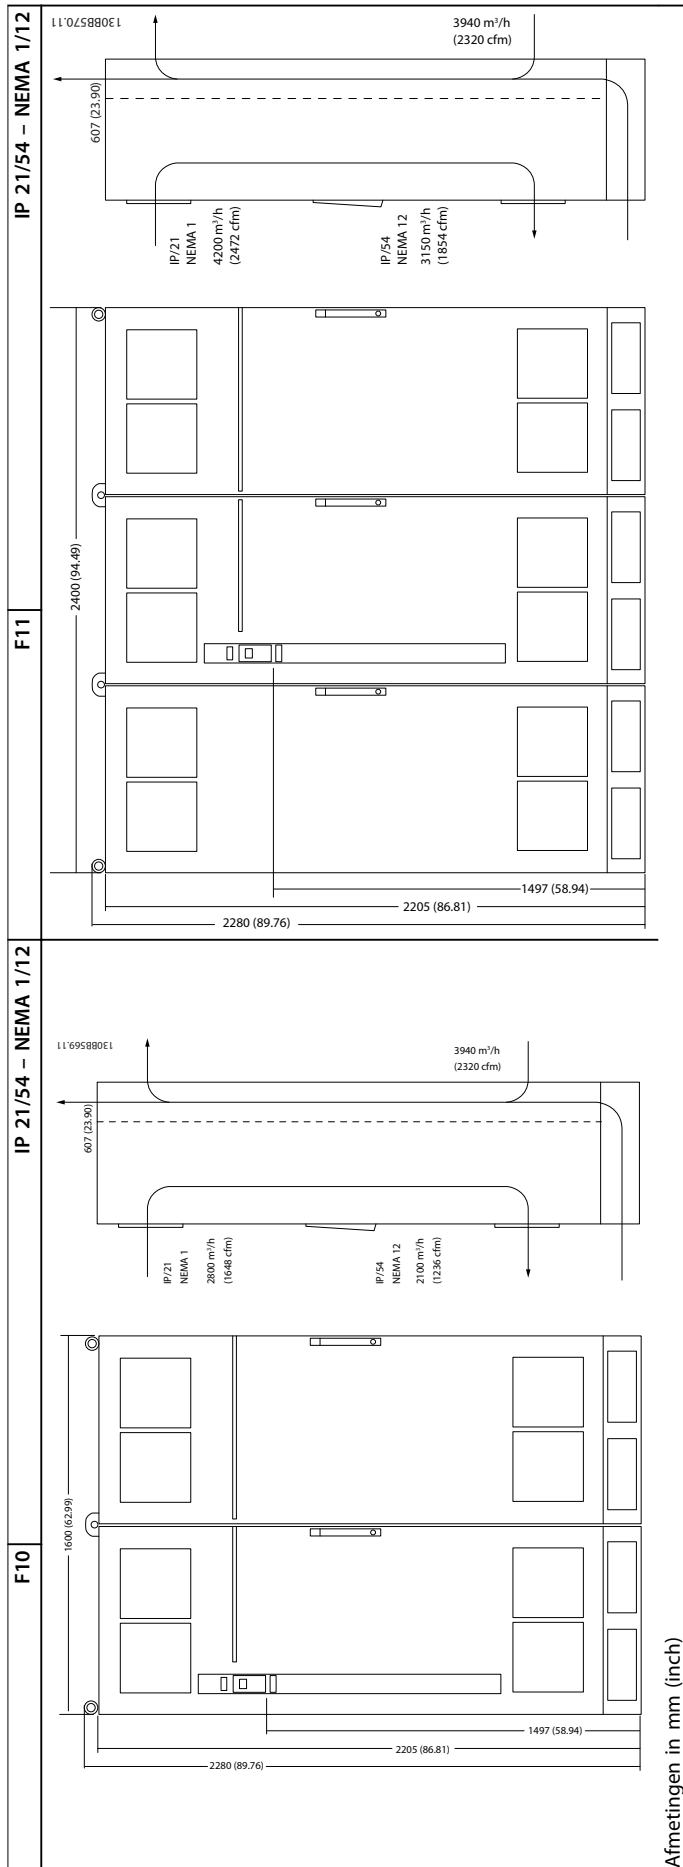 F10
IP 21/54 – NEMA 1/12
F11
IP 21/54 – NEMA 1/12
130BB569.11
3940 m³/h
(2320 cfm)
607 (23.90)
IP/21
NEMA 1
2800 m³/h
(1648 cfm)
IP/54
NEMA 12
2100 m³/h
(1236 cfm)
1600 (62.99)
1497 (58.94)
2205 (86.81)
2280 (89.76)
130BB570.11
3940 m³/h
(2320 cfm)
607 (23.90)
IP/21
NEMA 1
4200 m³/h
(2472 cfm)
IP/54
NEMA 12
3150 m³/h
(1854 cfm)
2400 (94.49)
1497 (58.94)
2205 (86.81)
2280 (89.76)
Afmetingen in mm (inch)